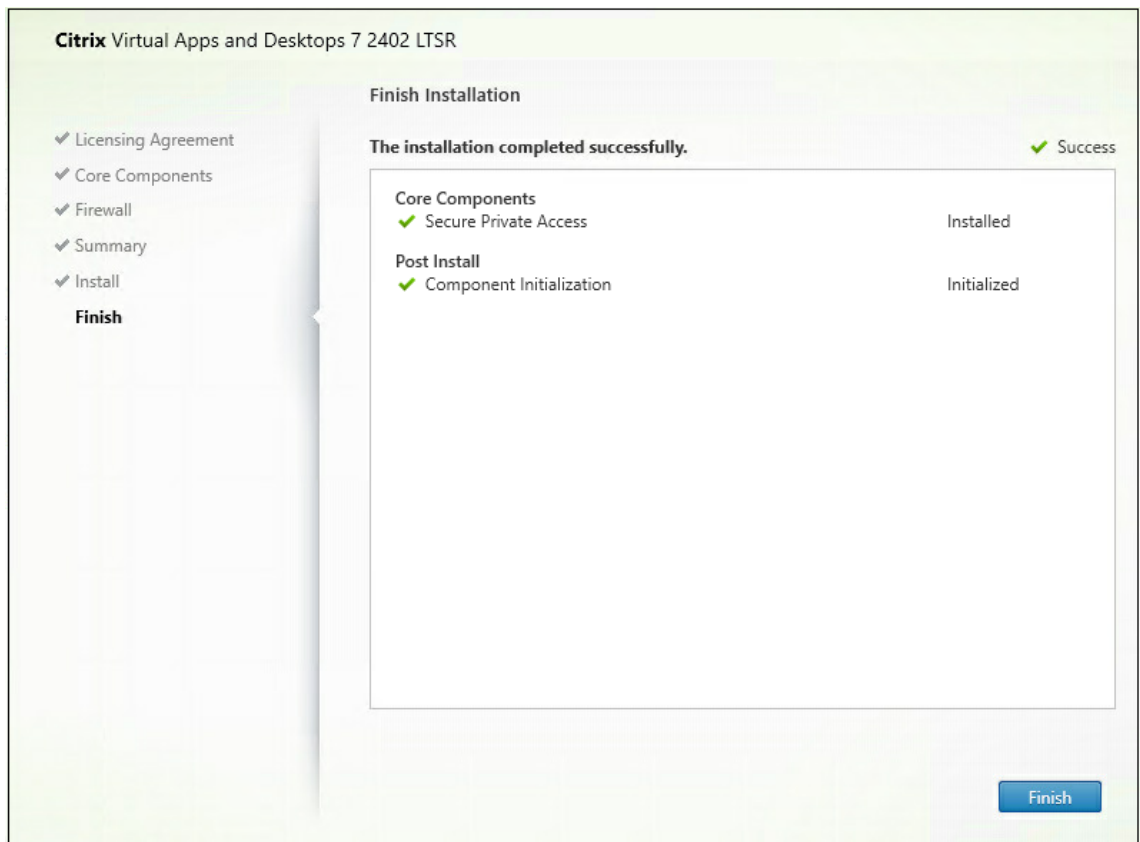 Citrix Virtual Apps and Desktops 7 2402 LTSR
Licensing Agreement
Core Components
Firewall
Summary
Install
Finish
Finish Installation
The installation completed successfully.
Success
Core Components
Secure Private Access Installed
Post Install
Component Initialization Initialized
Finish